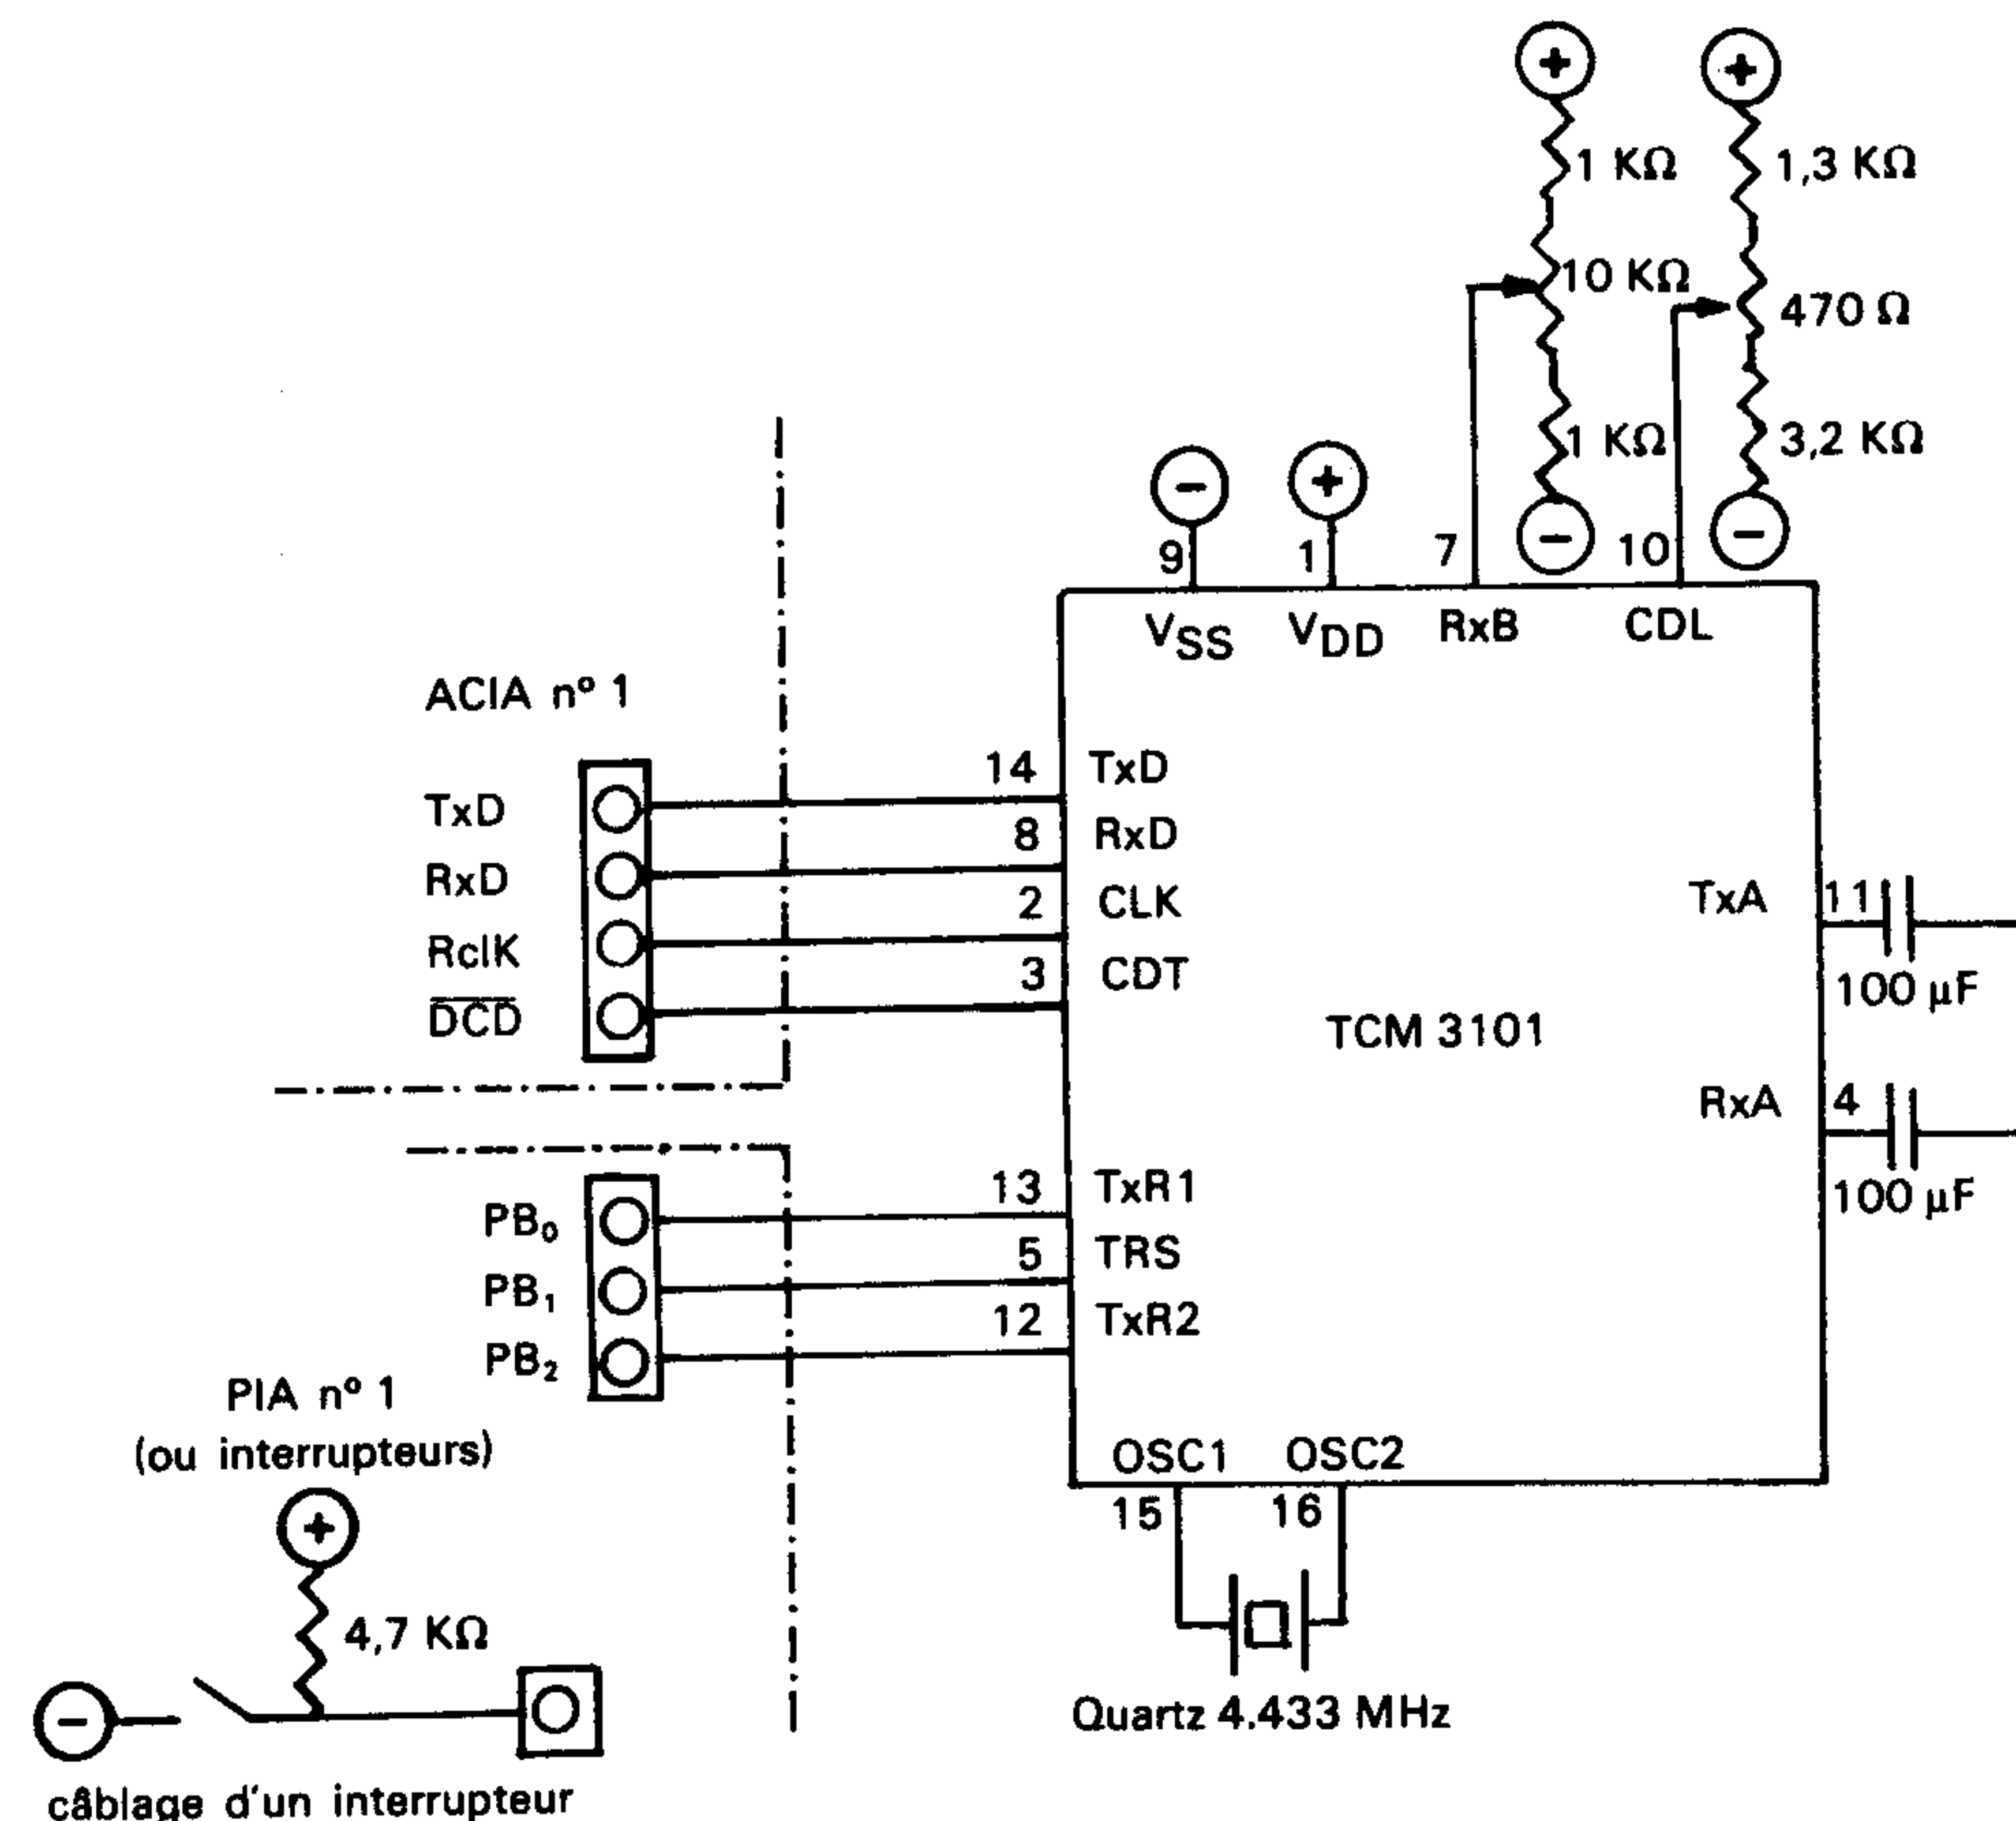 +
+
1 KΩ
1,3 KΩ
10 KΩ
470 Ω
1 KΩ
3,2 KΩ
-
+
-
-
9
1
7
10
VSS
VDD
RxB
CDL
ACIA nº 1
TxD
RxD
RclK
DCD
14
TxD
8
RxD
2
CLK
3
CDT
TCM 3101
TxA
11
100 µF
RxA
4
100 µF
PB0
PB1
PB2
13
TxR1
5
TRS
12
TxR2
PIA nº 1
(ou interrupteurs)
OSC1
OSC2
15
16
+
4,7 KΩ
-
Quartz 4.433 MHz
câblage d'un interrupteur